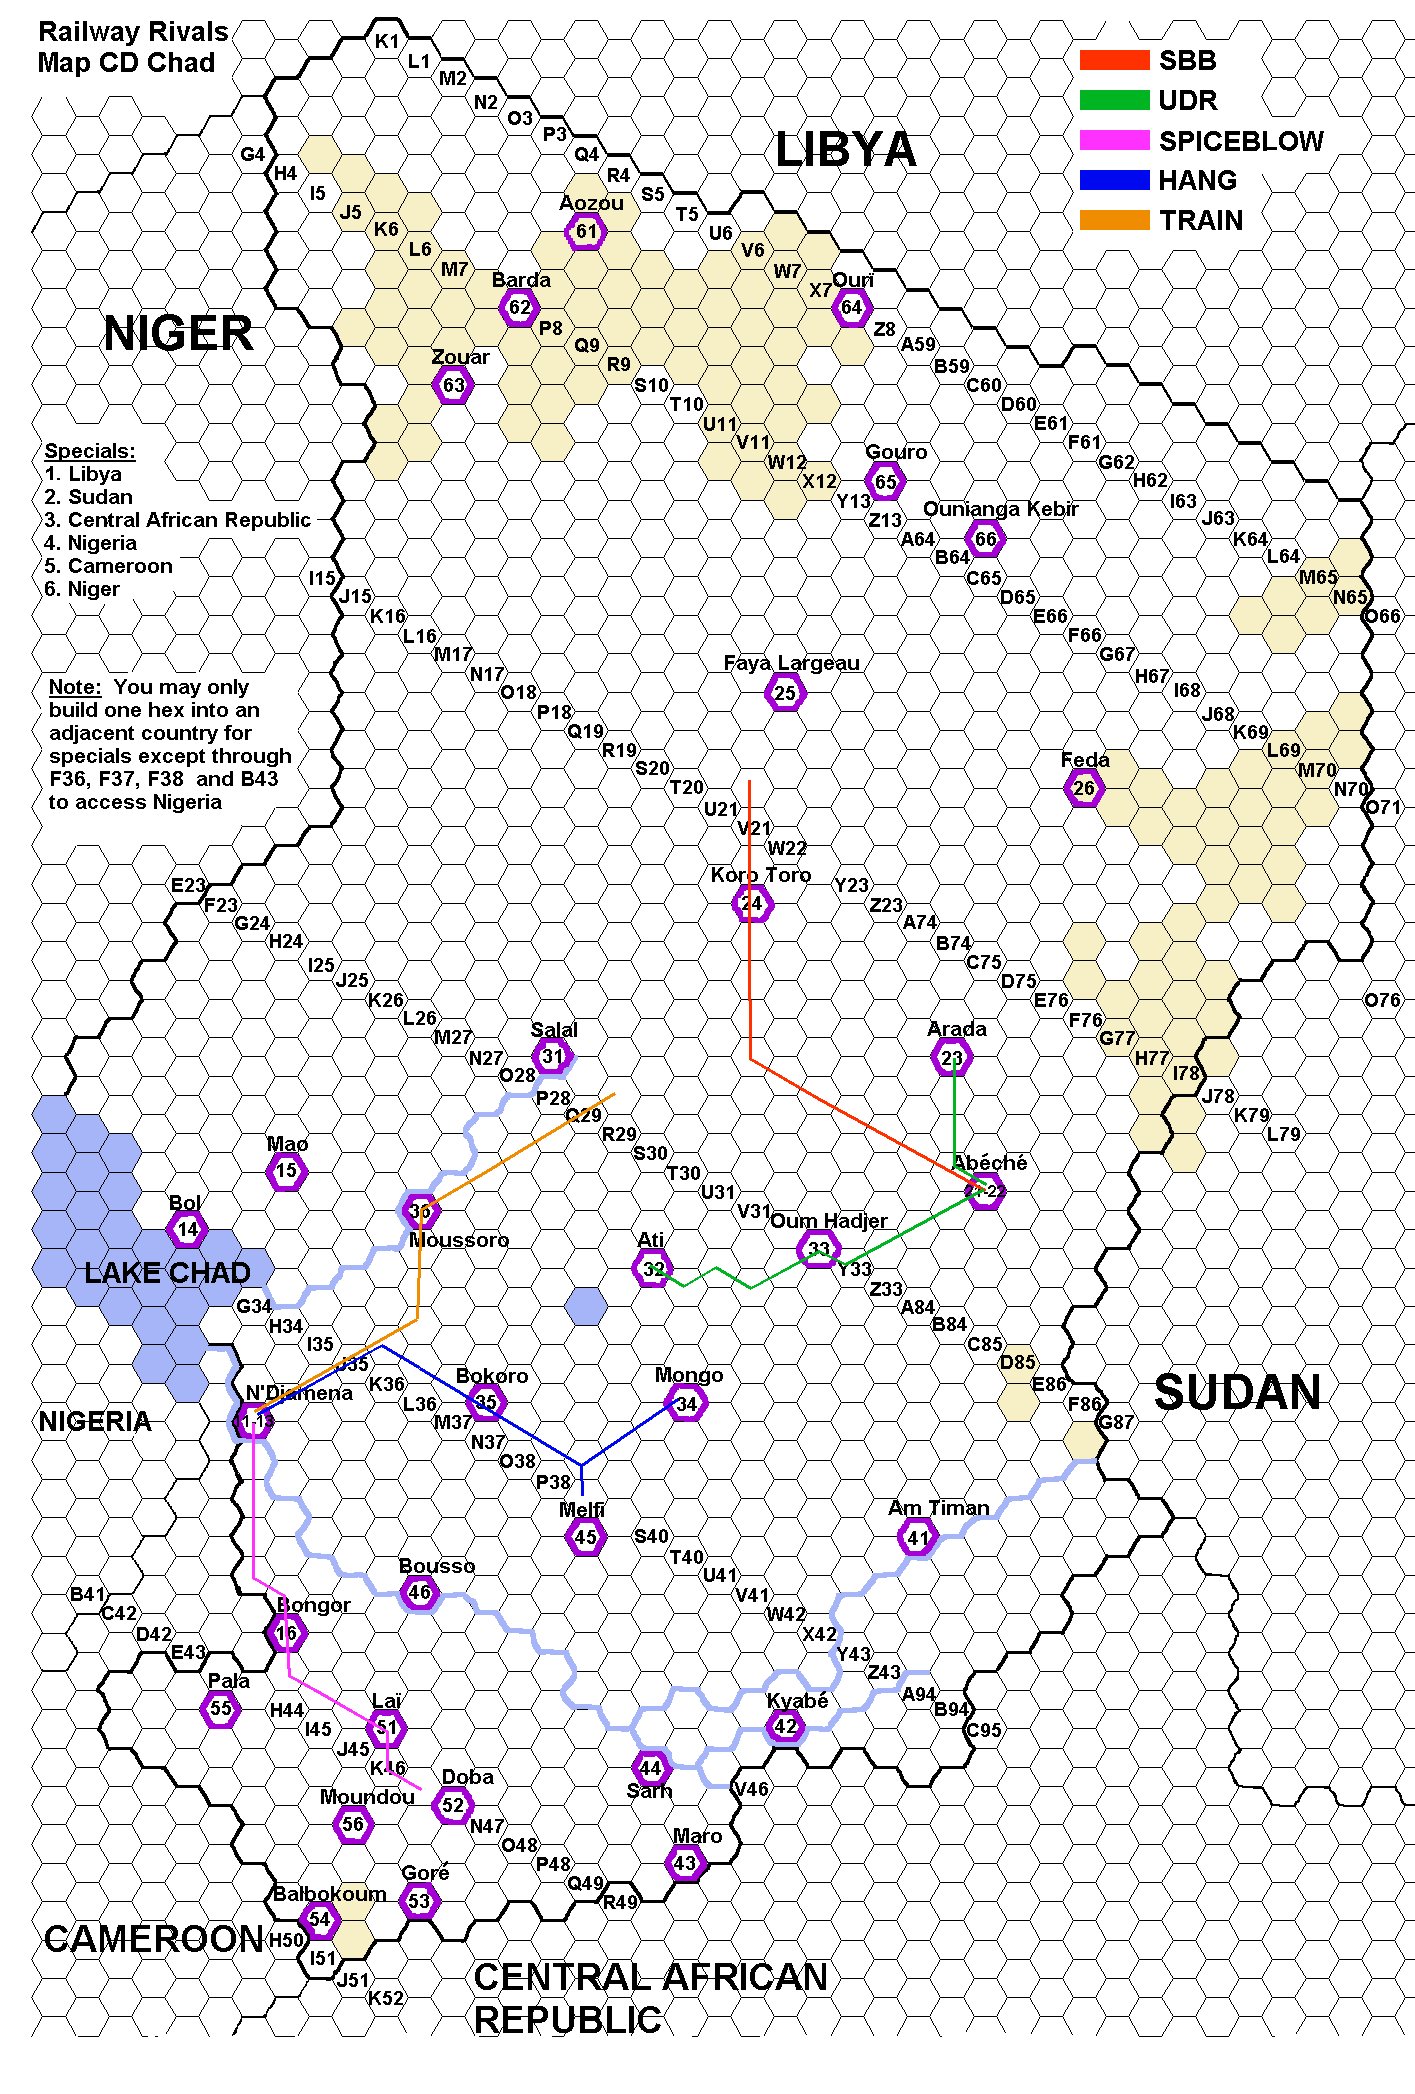 Railway Rivals
Map CD Chad
SBB
UDR
SPICEBLOW
HANG
TRAIN
LIBYA
NIGER
K1
L1
M2
N2
O3
P3
Q4
R4
S5
T5
U6
V6
W7
X7
Z8
A59
B59
C60
D60
E61
F61
G62
H62
I63
J63
K64
L64
M65
N65
O66
G4
H4
I5
J5
K6
L6
M7
Aozou
61
Barda
62
Ouri
64
P8
Q9
R9
S10
T10
U11
V11
W12
X12
Y13
Z13
A64
B64
C65
D65
E66
F66
G67
H67
I68
J68
K69
L69
M70
N70
O71
Zouar
63
Gouro
65
Ounianga Kebir
66
Specials:
1. Libya
2. Sudan
3. Central African Republic
4. Nigeria
5. Cameroon
6. Niger
Note: You may only
build one hex into an
adjacent country for
specials except through
F36, F37, F38 and B43
to access Nigeria
I15
J15
K16
L16
M17
N17
O18
P18
Q19
R19
S20
T20
U21
V21
W22
Y23
Z23
A74
B74
C75
D75
E76
F76
G77
H77
I78
J78
K79
L79
O76
Faya Largeau
25
Feda
26
Koro Toro
24
E23
F23
G24
H24
I25
J25
K26
L26
M27
N27
O28
P28
Q29
R29
S30
T30
U31
V31
Y33
Z33
A84
B84
C85
D85
E86
F86
G87
Salal
31
Arada
23
Mao
15
Abéché
21-22
Bol
14
36
Moussoro
Oum Hadjer
33
Ati
32
LAKE CHAD
G34
H34
I35
J35
K36
L36
M37
N37
O38
P38
S40
T40
U41
V41
W42
X42
Y43
Z43
A94
B94
C95
N'Djamena
11-13
Bokoro
35
Mongo
34
NIGERIA
SUDAN
Melfi
45
Am Timan
41
Bousso
46
B41
C42
D42
E43
Bongor
16
Pala
55
H44
I45
J45
K46
Laï
51
Kyabé
42
44
Sarh
V46
Doba
52
Moundou
56
N47
O48
P48
Q49
R49
Maro
43
Goré
53
Baïbokoum
54
CAMEROON
H50
I51
J51
K52
CENTRAL AFRICAN
REPUBLIC